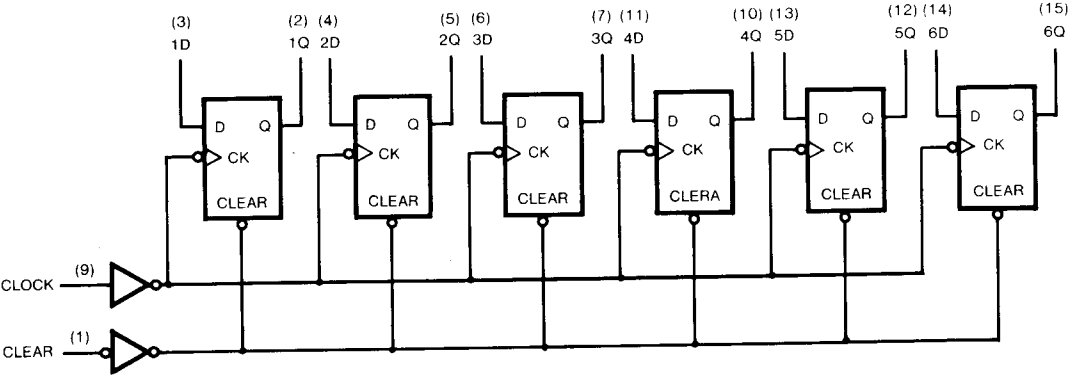 (3) (2) (4) (5) (6) (7) (11) (10) (13) (12) (14) (15)
1D 1Q 2D 2Q 3D 3Q 4D 4Q 5D 5Q 6D 6Q
D Q D Q D Q D Q D Q D Q
CK CK CK CK CK CK
CLEAR CLEAR CLEAR CLERA CLEAR CLEAR
CLOCK (9)
CLEAR (1)